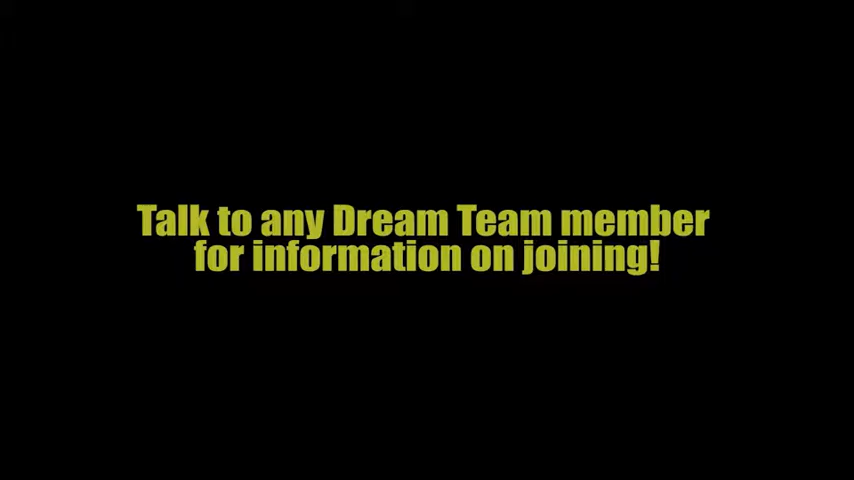 Talk to any Dream Team member
for information on joining!